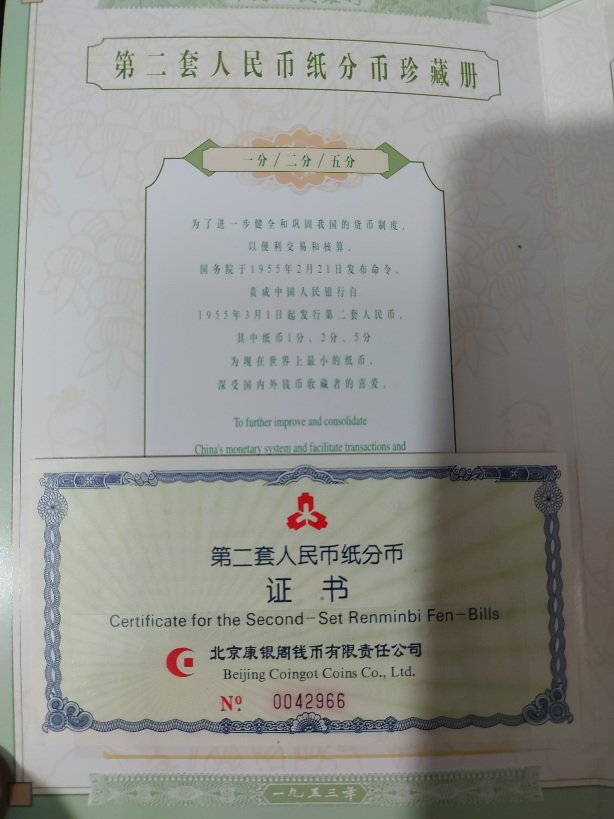 第二套人民币纸分币珍藏册
一分/二分/五分
为了进一步健全和巩固我国的货币制度,
以便利交易和核算,
国务院于1955年2月21日发布命令,
责成中国人民银行自
1955年3月1日起发行第二套人民币,
其中纸币1分、2分、5分
为现在世界上最小的纸币,
深受国内外钱币收藏者的喜爱。
To further improve and consolidate
China's monetary system and facilitate transactions and
第二套人民币纸分币
证 书
Certificate for the Second-Set Renminbi Fen-Bills
北京康银阁钱币有限责任公司
Beijing Coingot Coins Co., Ltd.
Nº 0042966
一九五三年